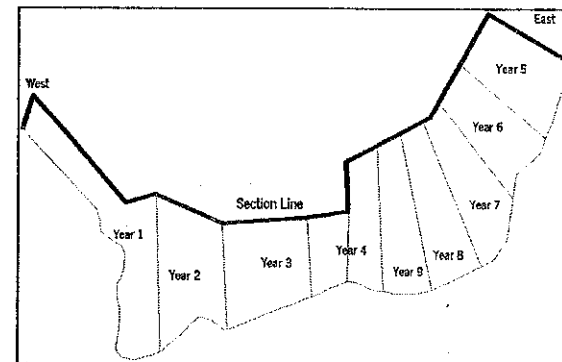 East
West
Year 5
Year 6
Section Line
Year 7
Year 1
Year 2
Year 3
Year 4
Year 8
Year 9